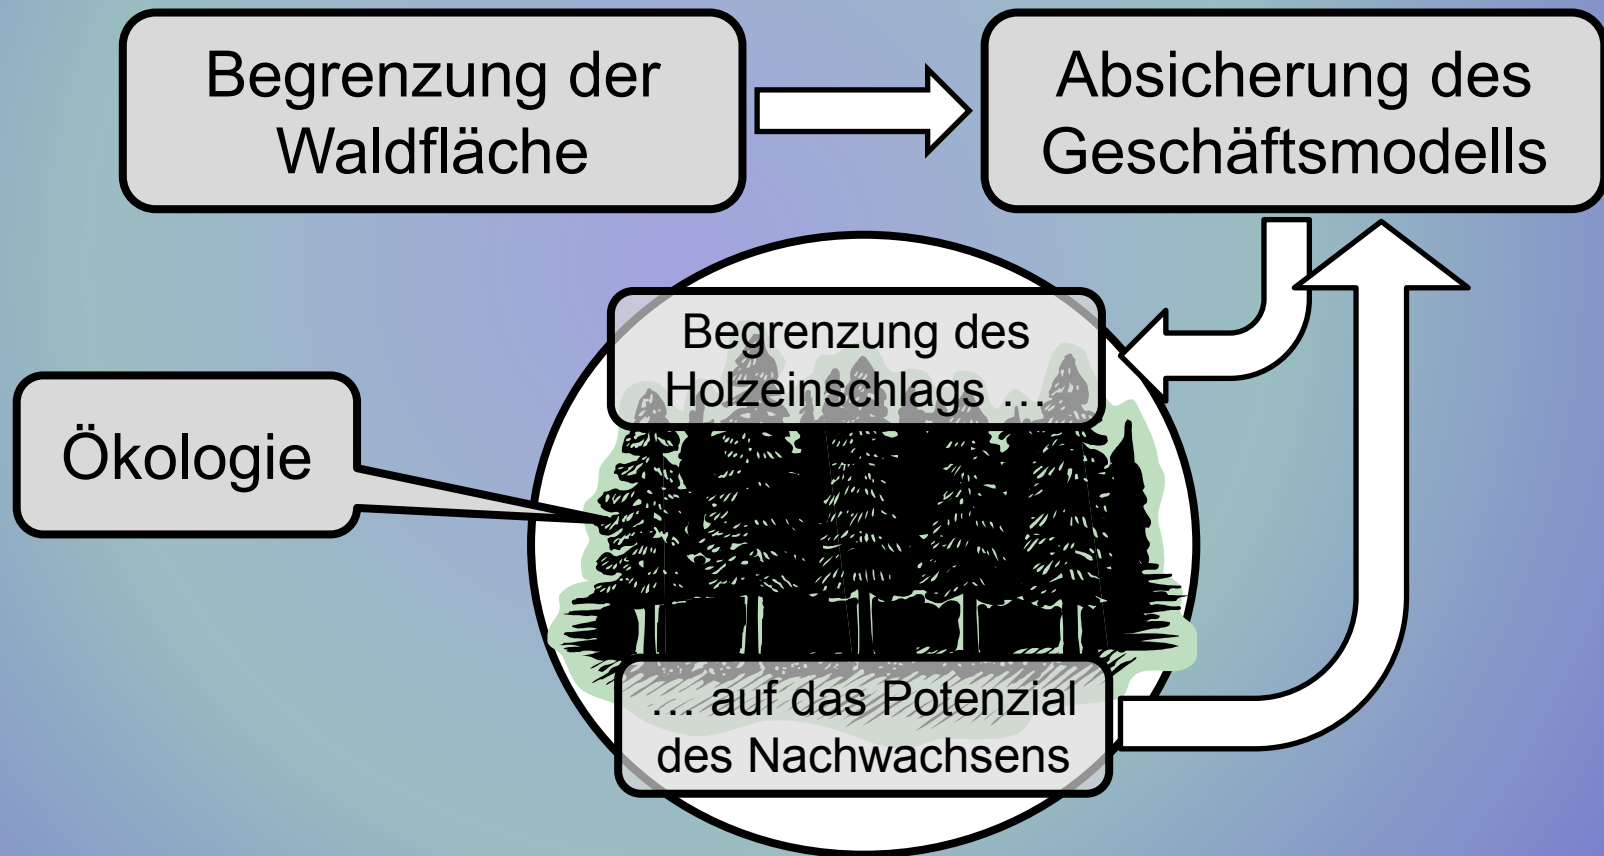 Begrenzung der
Waldfläche
Absicherung des
Geschäftsmodells
Begrenzung des
Holzeinschlags …
Ökologie
… auf das Potenzial
des Nachwachsens